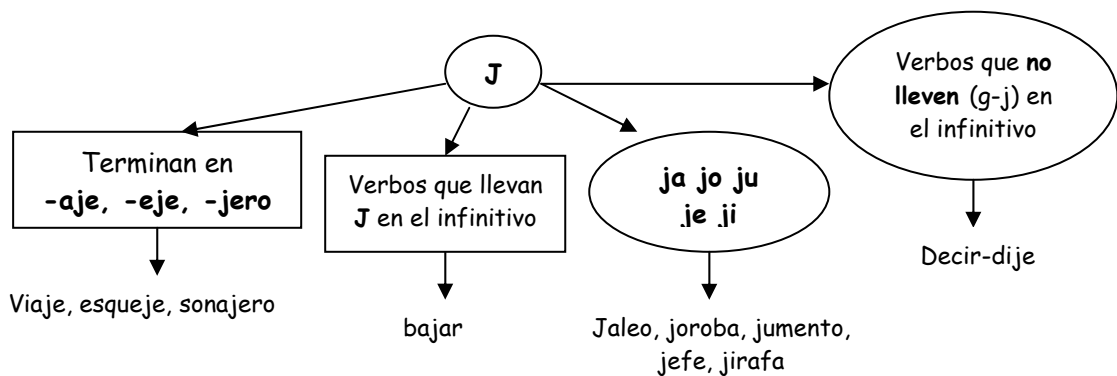 J
Terminan en
-aje, -eje, -jero
Viaje, esqueje, sonajero
Verbos que llevan
J en el infinitivo
bajar
ja jo ju
je ji
Jaleo, joroba, jumento,
jefe, jirafa
Verbos que no
lleven (g-j) en
el infinitivo
Decir-dije